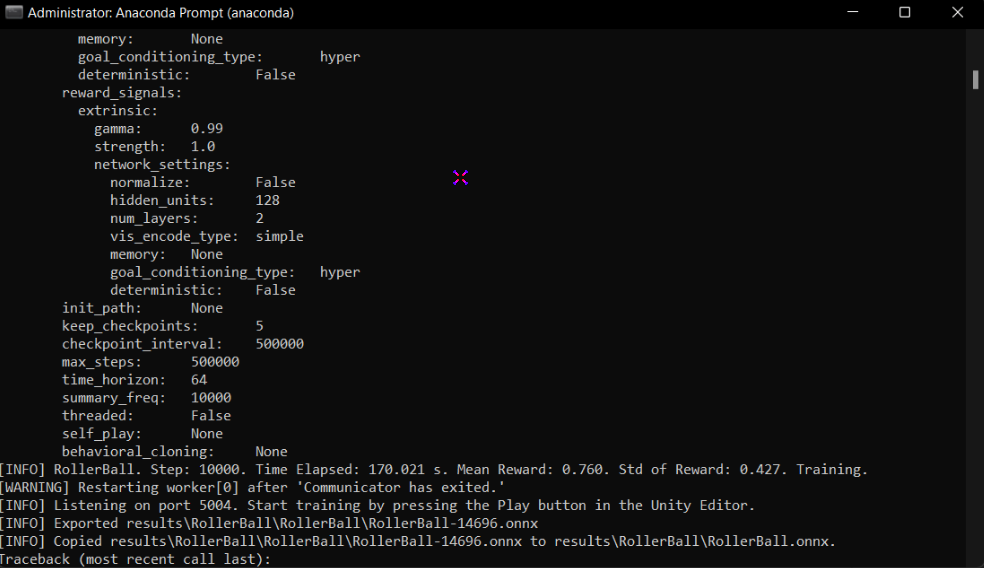 Administrator: Anaconda Prompt (anaconda)
memory: None
goal_conditioning_type: hyper
deterministic: False
reward_signals:
extrinsic:
gamma: 0.99
strength: 1.0
network_settings:
normalize: False
hidden_units: 128
num_layers: 2
vis_encode_type: simple
memory: None
goal_conditioning_type: hyper
deterministic: False
init_path: None
keep_checkpoints: 5
checkpoint_interval: 500000
max_steps: 500000
time_horizon: 64
summary_freq: 10000
threaded: False
self_play: None
behavioral_cloning: None
[INFO] RollerBall. Step: 10000. Time Elapsed: 170.021 s. Mean Reward: 0.760. Std of Reward: 0.427. Training.
[WARNING] Restarting worker[0] after 'Communicator has exited.'
[INFO] Listening on port 5004. Start training by pressing the Play button in the Unity Editor.
[INFO] Exported results\RollerBall\RollerBall\RollerBall-14696.onnx
[INFO] Copied results\RollerBall\RollerBall\RollerBall-14696.onnx to results\RollerBall\RollerBall.onnx.
Traceback (most recent call last):